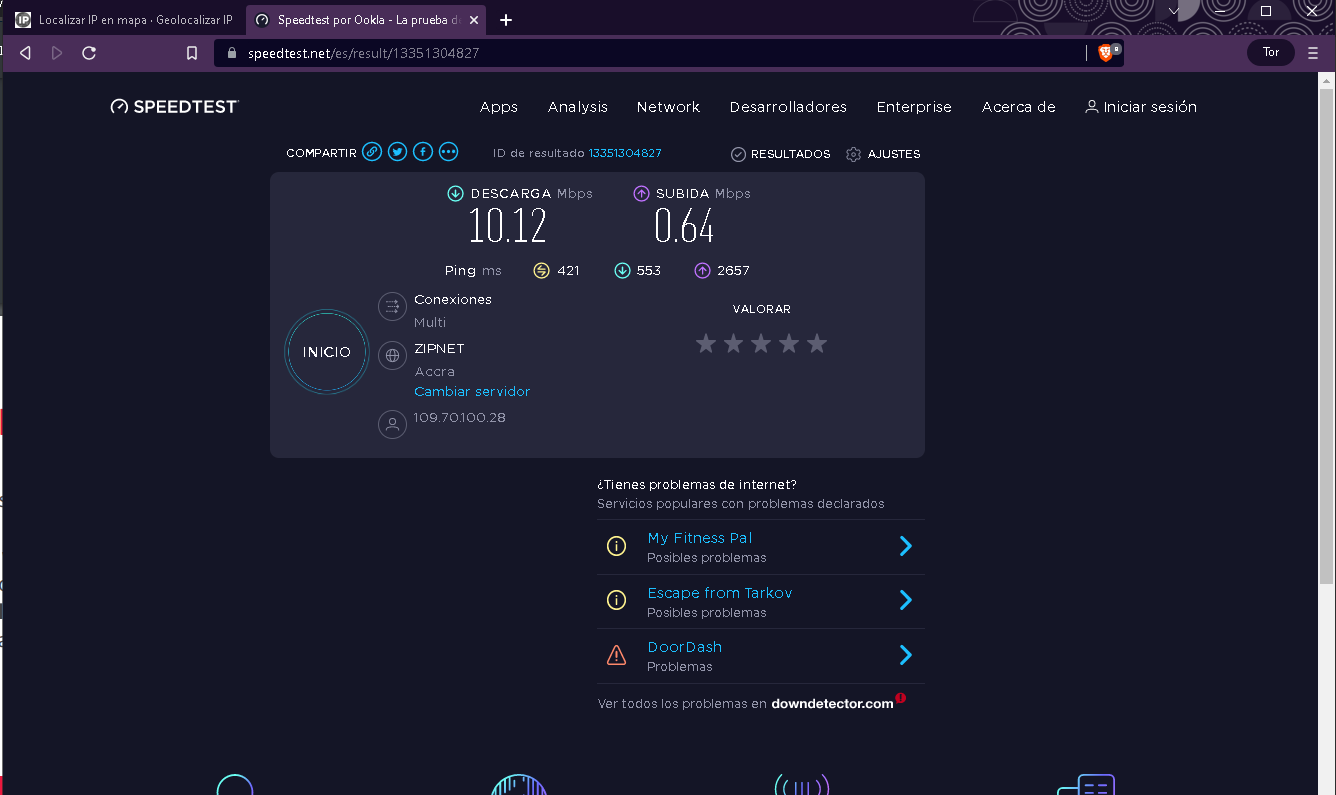 Localizar IP en mapa · Geolocalizar IP
Speedtest por Ookla - La prueba de
speedtest.net/es/result/13351304827
Tor
SPEEDTEST
Apps Analysis Network Desarrolladores Enterprise Acerca de Iniciar sesión
COMPARTIR ID de resultado 13351304827 RESULTADOS AJUSTES
DESCARGA Mbps SUBIDA Mbps
10.12 0.64
Ping ms 421 553 2657
Conexiones
Multi
VALORAR
INICIO
ZIPNET
Accra
Cambiar servidor
109.70.100.28
¿Tienes problemas de internet?
Servicios populares con problemas declarados
My Fitness Pal
Posibles problemas
Escape from Tarkov
Posibles problemas
DoorDash
Problemas
Ver todos los problemas en downdetector.com